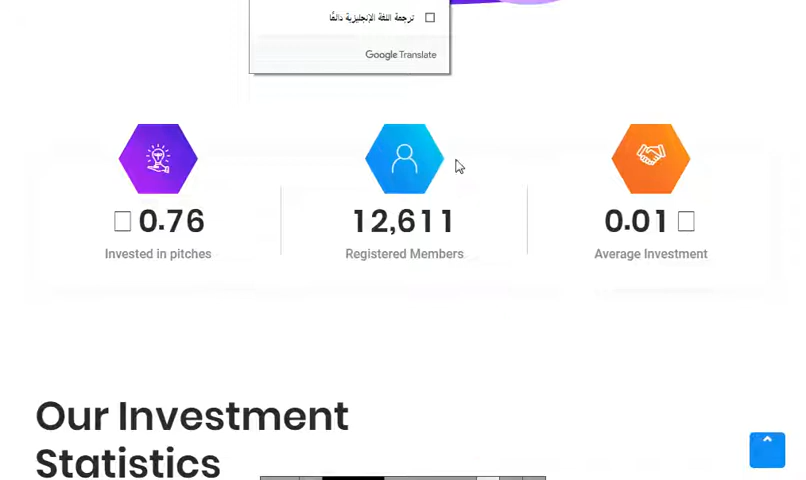 ترجمة اللغة الإنجليزية دائمًا
Google Translate
0.76
12,611
0.01
Invested in pitches
Registered Members
Average Investment
Our Investment
Statistics